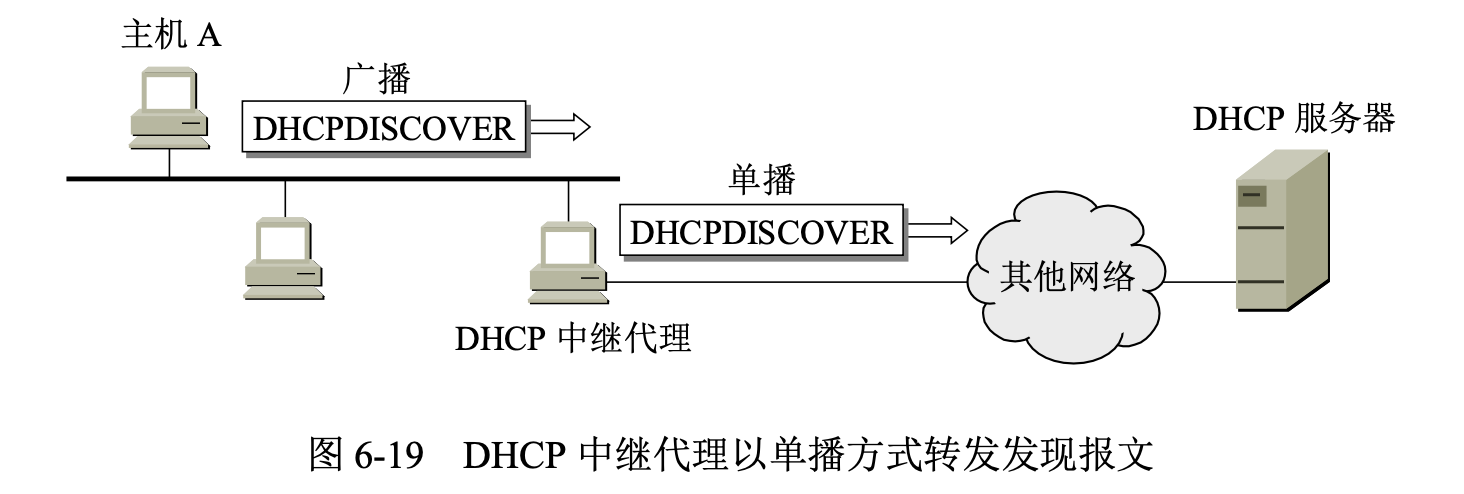 主机 A
广播
DHCPDISCOVER
DHCP 服务器
单播
DHCPDISCOVER
其他网络
DHCP 中继代理
图 6-19 DHCP 中继代理以单播方式转发发现报文